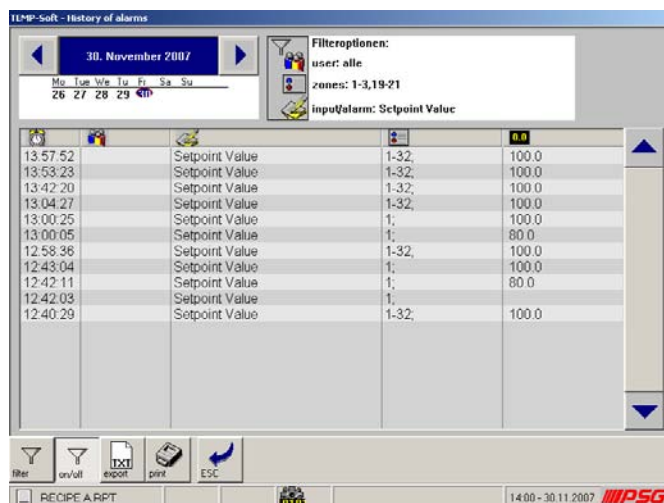 TEMP-Soft - History of alarms
30. November 2007
Mo Tue We Tu Fr Sa Su
26 27 28 29 30
Filteroptionen:
user: alle
zones: 1-3,19-21
input/alarm: Setpoint Value
0.0
13:57:52 Setpoint Value 1-32; 100.0
13:53:23 Setpoint Value 1-32; 100.0
13:42:20 Setpoint Value 1-32; 100.0
13:04:27 Setpoint Value 1-32; 100.0
13:00:25 Setpoint Value 1; 100.0
13:00:05 Setpoint Value 1; 80.0
12:58:36 Setpoint Value 1-32; 100.0
12:43:04 Setpoint Value 1; 100.0
12:42:11 Setpoint Value 1; 80.0
12:42:03 Setpoint Value 1;
12:40:29 Setpoint Value 1-32; 100.0
TXT
filter on/off export print ESC
RECIPE A.RPT 14:00 - 30.11.2007 PSG